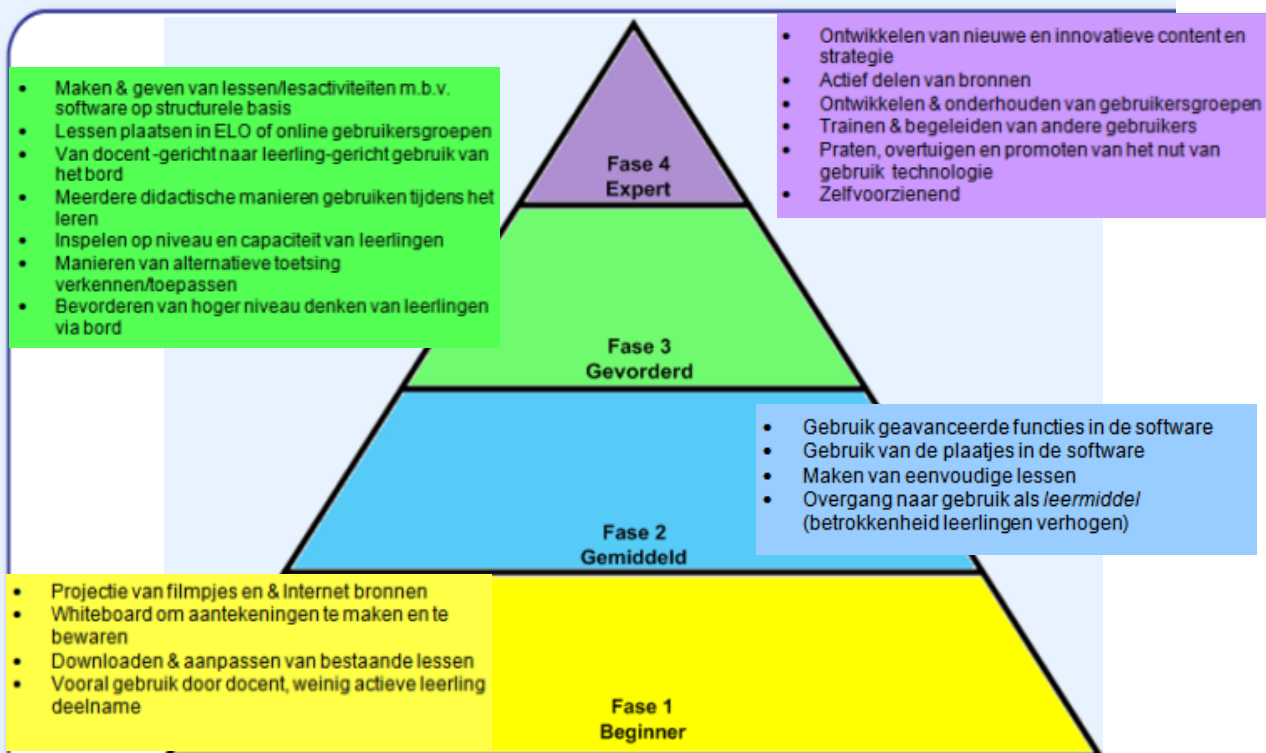 • Ontwikkelen van nieuwe en innovatieve content en
strategie
• Actief delen van bronnen
• Ontwikkelen & onderhouden van gebruikersgroepen
• Trainen & begeleiden van andere gebruikers
• Praten, overtuigen en promoten van het nut van
gebruik technologie
• Zelfvoorzienend
Fase 4
Expert
• Maken & geven van lessen/lesactiviteiten m.b.v.
software op structurele basis
• Lessen plaatsen in ELO of online gebruikersgroepen
• Van docent-gericht naar leerling-gericht gebruik van
het bord
• Meerdere didactische manieren gebruiken tijdens het
leren
• Inspelen op niveau en capaciteit van leerlingen
• Manieren van alternatieve toetsing
verkennen/toepassen
• Bevorderen van hoger niveau denken van leerlingen
via bord
Fase 3
Gevorderd
• Gebruik geavanceerde functies in de software
• Gebruik van de plaatjes in de software
• Maken van eenvoudige lessen
• Overgang naar gebruik als leermiddel
(betrokkenheid leerlingen verhogen)
Fase 2
Gemiddeld
• Projectie van filmpjes en & Internet bronnen
• Whiteboard om aantekeningen te maken en te
bewaren
• Downloaden & aanpassen van bestaande lessen
• Vooral gebruik door docent, weinig actieve leerling
deelname
Fase 1
Beginner